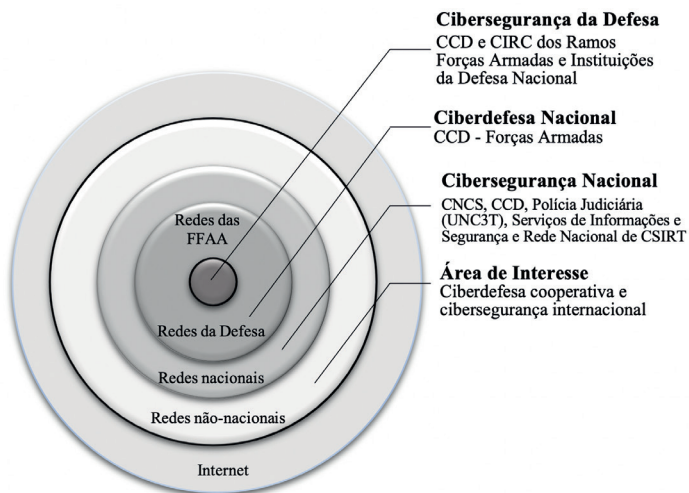 Cibersegurança da Defesa
CCD e CIRC dos Ramos
Forças Armadas e Instituições
da Defesa Nacional
Ciberdefesa Nacional
CCD - Forças Armadas
Cibersegurança Nacional
CNCS, CCD, Polícia Judiciária
(UNC3T), Serviços de Informações e
Segurança e Rede Nacional de CSIRT
Área de Interesse
Ciberdefesa cooperativa e
cibersegurança internacional
Redes das
FFAA
Redes da Defesa
Redes nacionais
Redes não-nacionais
Internet